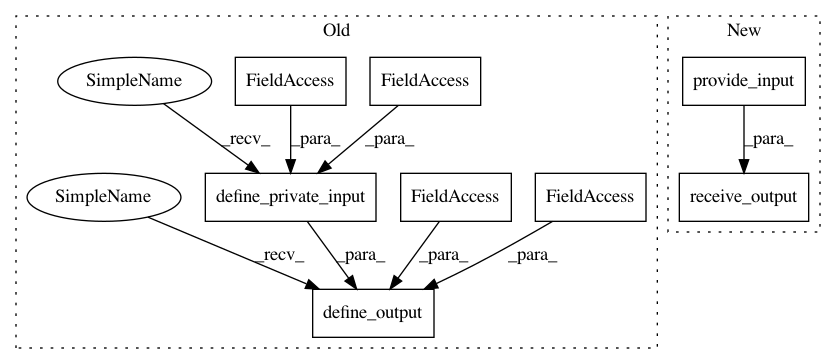 Old
New
SimpleName
FieldAccess
FieldAccess
provide_input
_recv_
_para_
_para_
_para_
SimpleName
define_private_input
FieldAccess
FieldAccess
receive_output
_recv_
_para_
_para_
_para_
define_output